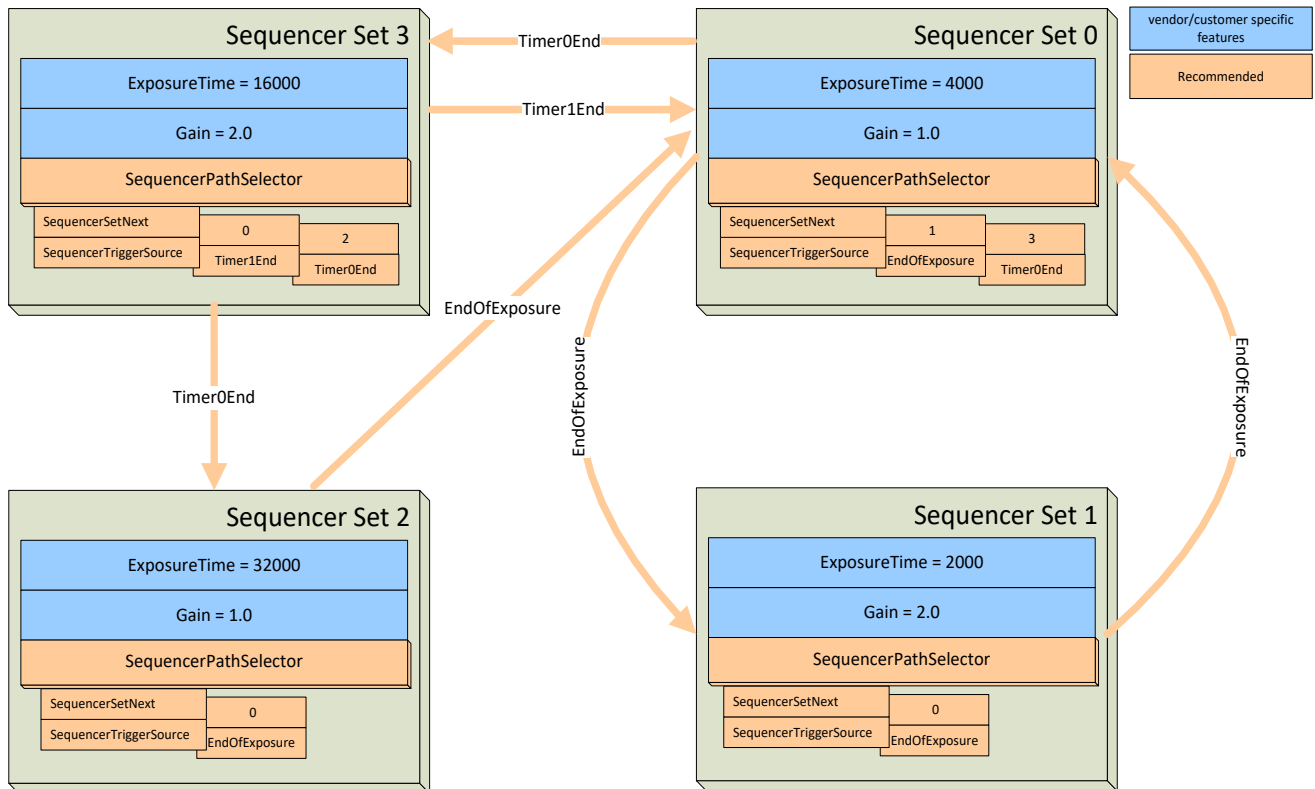 Sequencer Set 3
ExposureTime = 16000
Gain = 2.0
SequencerPathSelector
SequencerSetNext
0
2
SequencerTriggerSource
Timer1End
Timer0End
Timer0End
Timer1End
Sequencer Set 0
ExposureTime = 4000
Gain = 1.0
SequencerPathSelector
SequencerSetNext
1
3
SequencerTriggerSource
EndOfExposure
Timer0End
vendor/customer specific
features
Recommended
Timer0End
EndOfExposure
EndOfExposure
EndOfExposure
Sequencer Set 2
ExposureTime = 32000
Gain = 1.0
SequencerPathSelector
SequencerSetNext
0
SequencerTriggerSource
EndOfExposure
Sequencer Set 1
ExposureTime = 2000
Gain = 2.0
SequencerPathSelector
SequencerSetNext
0
SequencerTriggerSource
EndOfExposure